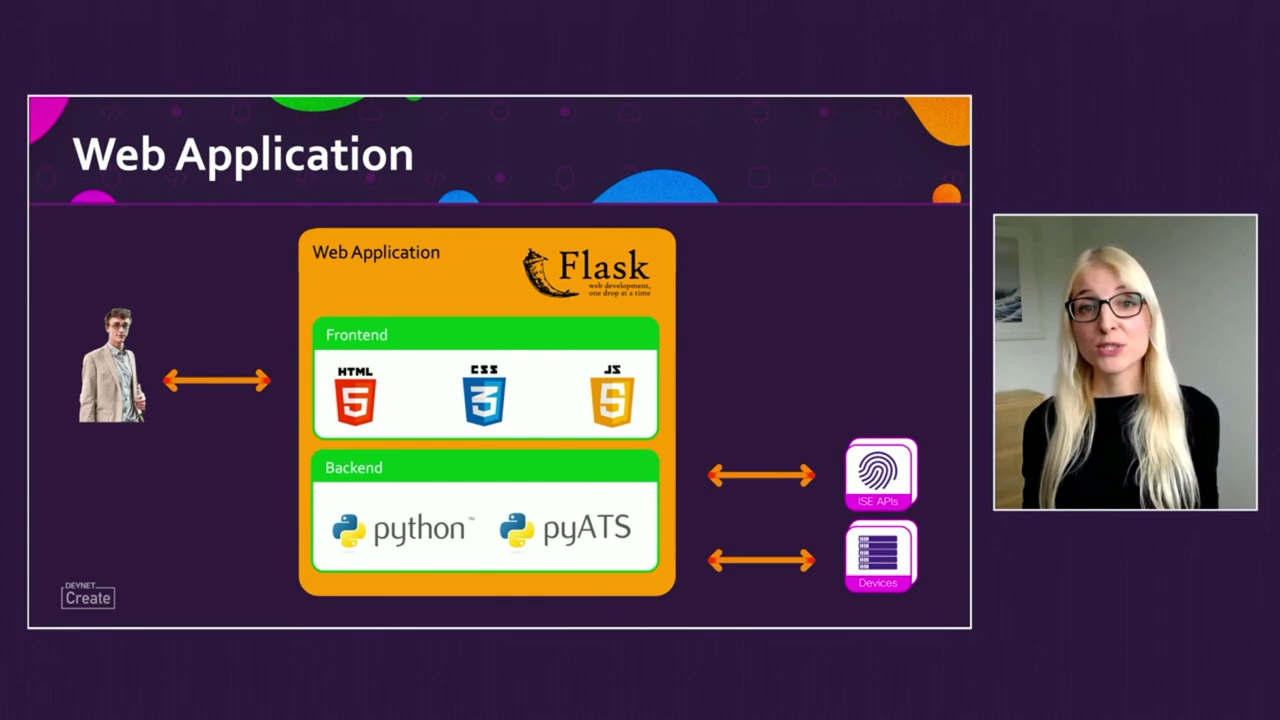 Web Application
Web Application
Flask
web development,
one drop at a time
Frontend
HTML
5
CSS
3
JS
5
Backend
python™
pyATS
ISE APIs
Devices
DEVNET
Create